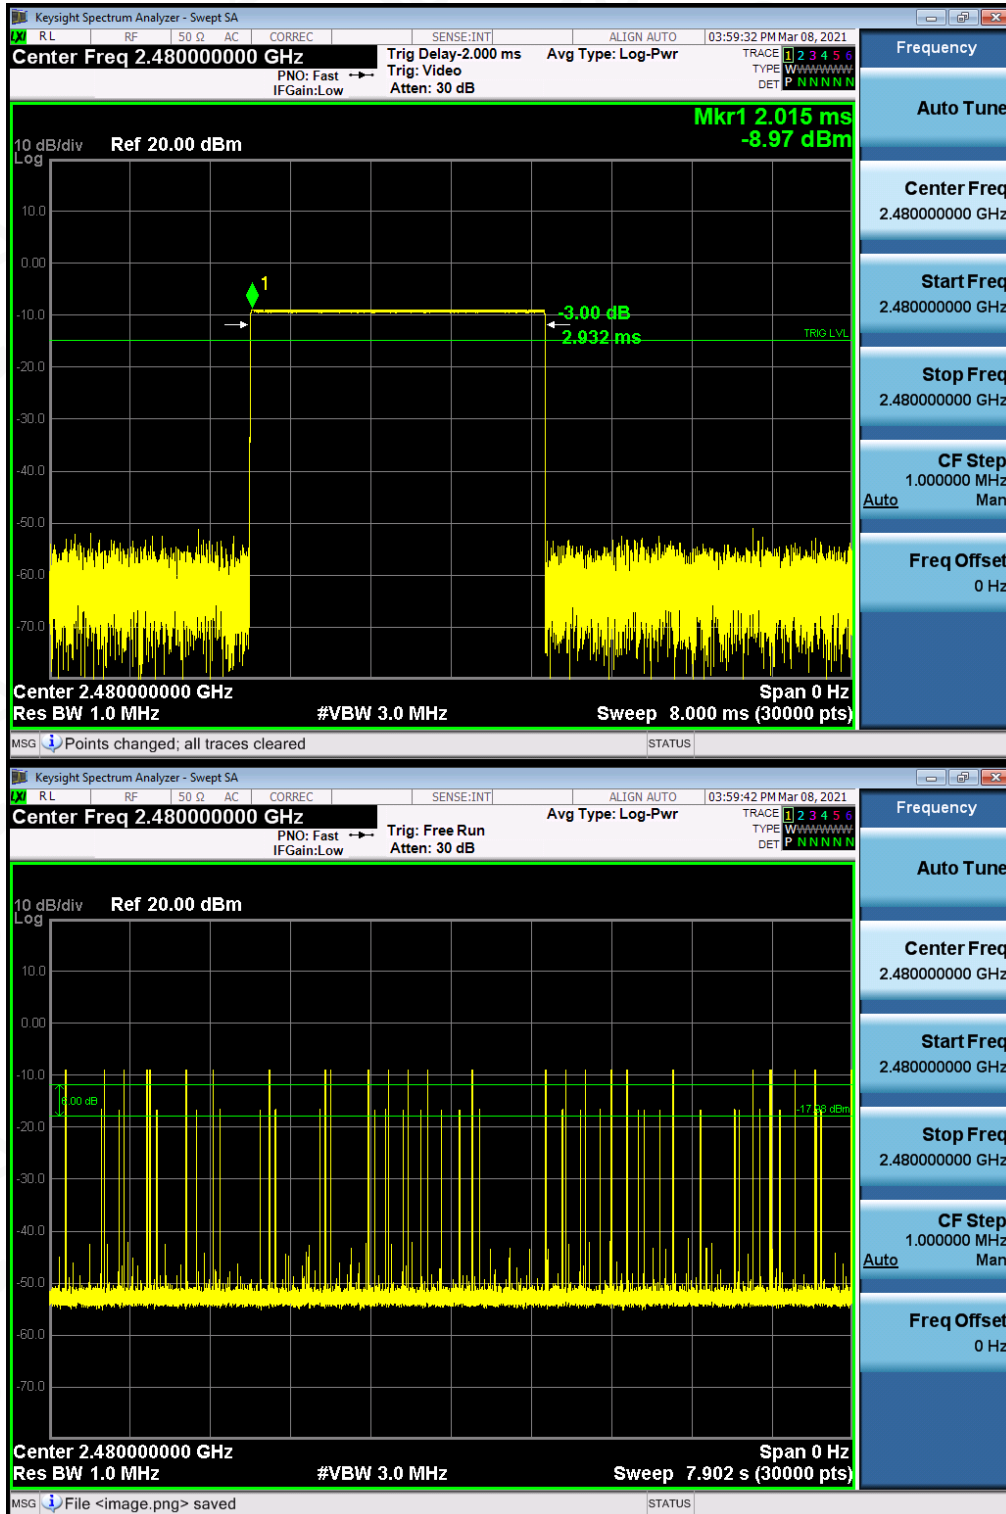 Keysight Spectrum Analyzer - Swept SA
LXI RL RF 50 Ω AC CORREC SENSE:INT ALIGN AUTO 03:59:32 PM Mar 08, 2021
Center Freq 2.480000000 GHz
PNO: Fast
IFGain:Low
Trig Delay-2.000 ms
Trig: Video
Atten: 30 dB
Avg Type: Log-Pwr
TRACE 1 2 3 4 5 6
TYPE WWWWWW
DET P N N N N N
Mkr1 2.015 ms
-8.97 dBm
10 dB/div Ref 20.00 dBm
Log
10.0
0.00
-10.0
-20.0
-30.0
-40.0
-50.0
-60.0
-70.0
1
-3.00 dB
2.932 ms
TRIG LVL
Center 2.480000000 GHz Span 0 Hz
Res BW 1.0 MHz #VBW 3.0 MHz Sweep 8.000 ms (30000 pts)
MSG Points changed; all traces cleared STATUS
Frequency
Auto Tune
Center Freq
2.480000000 GHz
Start Freq
2.480000000 GHz
Stop Freq
2.480000000 GHz
CF Step
1.000000 MHz
Auto Man
Freq Offset
0 Hz
Keysight Spectrum Analyzer - Swept SA
LXI RL RF 50 Ω AC CORREC SENSE:INT ALIGN AUTO 03:59:42 PM Mar 08, 2021
Center Freq 2.480000000 GHz
PNO: Fast
IFGain:Low
Trig: Free Run
Atten: 30 dB
Avg Type: Log-Pwr
TRACE 1 2 3 4 5 6
TYPE WWWWWW
DET P N N N N N
10 dB/div Ref 20.00 dBm
Log
10.0
0.00
-10.0
-20.0
-30.0
-40.0
-50.0
-60.0
-70.0
6.00 dB
Center 2.480000000 GHz Span 0 Hz
Res BW 1.0 MHz #VBW 3.0 MHz Sweep 7.902 s (30000 pts)
MSG File <image.png> saved STATUS
Frequency
Auto Tune
Center Freq
2.480000000 GHz
Start Freq
2.480000000 GHz
Stop Freq
2.480000000 GHz
CF Step
1.000000 MHz
Auto Man
Freq Offset
0 Hz